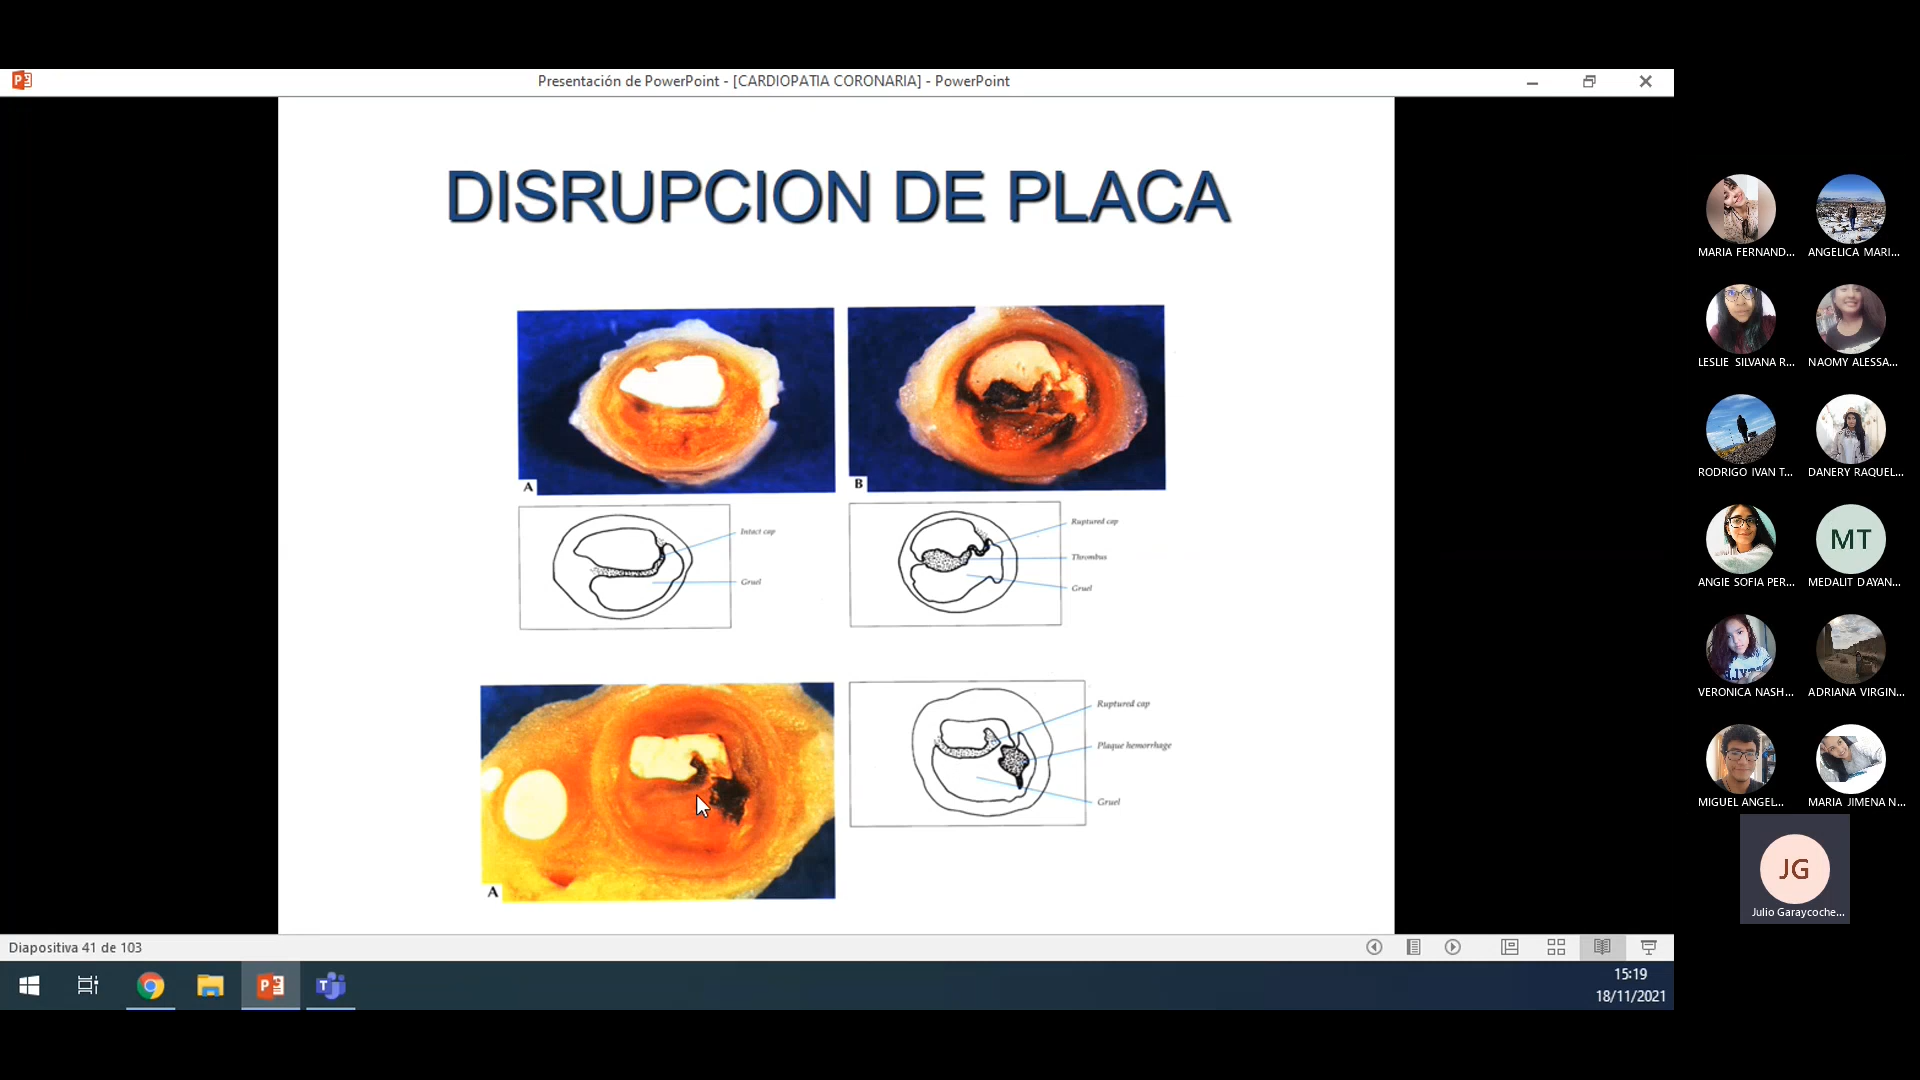 Presentación de PowerPoint - [CARDIOPATIA CORONARIA] - PowerPoint
DISRUPCION DE PLACA
A
B
Intact cap
Gruel
Ruptured cap
Thrombus
Gruel
A
Ruptured cap
Plaque hemorrhage
Gruel
Diapositiva 41 de 103
15:19
18/11/2021
MARIA FERNAND...
ANGELICA MARI...
LESLIE SILVANA R...
NAOMY ALESSA...
RODRIGO IVAN T...
DANERY RAQUEL...
ANGIE SOFIA PER...
MT
MEDALIT DAYAN...
VERONICA NASH...
ADRIANA VIRGIN...
MIGUEL ANGEL...
MARIA JIMENA N...
JG
Julio Garaycoche...